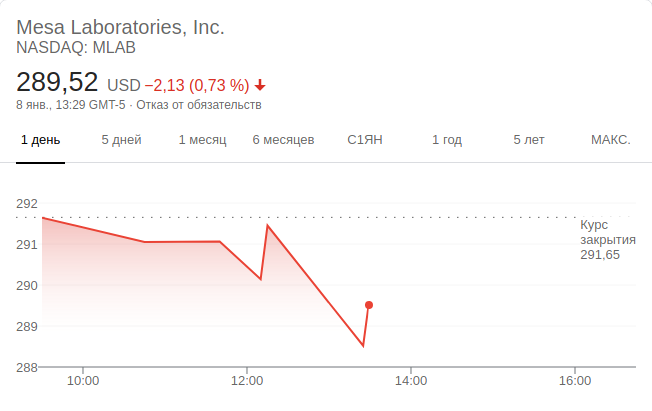 Mesa Laboratories, Inc.
NASDAQ: MLAB
289,52 USD −2,13 (0,73 %)
8 янв., 13:29 GMT-5 · Отказ от обязательств
1 день 5 дней 1 месяц 6 месяцев С1ЯН 1 год 5 лет МАКС.
292
Курс
закрытия
291,65
291
290
289
288
10:00 12:00 14:00 16:00